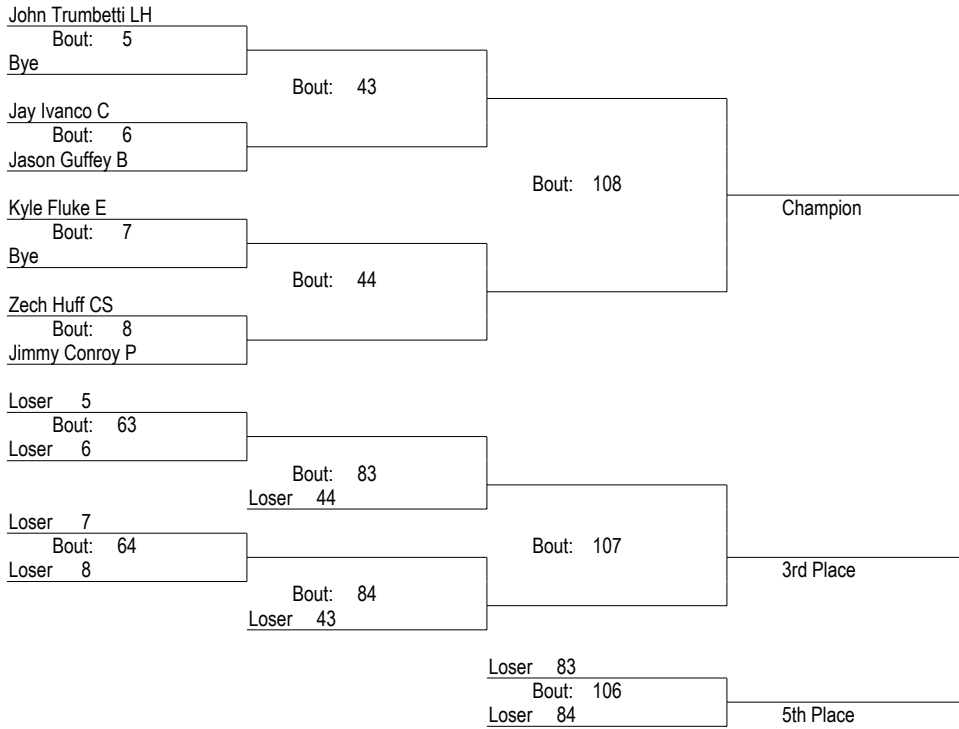 John Trumbetti LH
Bout: 5
Bye
Bout: 43
Jay Ivanco C
Bout: 6
Jason Guffey B
Bout: 108
Champion
Kyle Fluke E
Bout: 7
Bye
Bout: 44
Zech Huff CS
Bout: 8
Jimmy Conroy P
Loser 5
Bout: 63
Loser 6
Bout: 83
Loser 44
Loser 7
Bout: 64
Loser 8
Bout: 107
3rd Place
Bout: 84
Loser 43
Loser 83
Bout: 106
Loser 84
5th Place